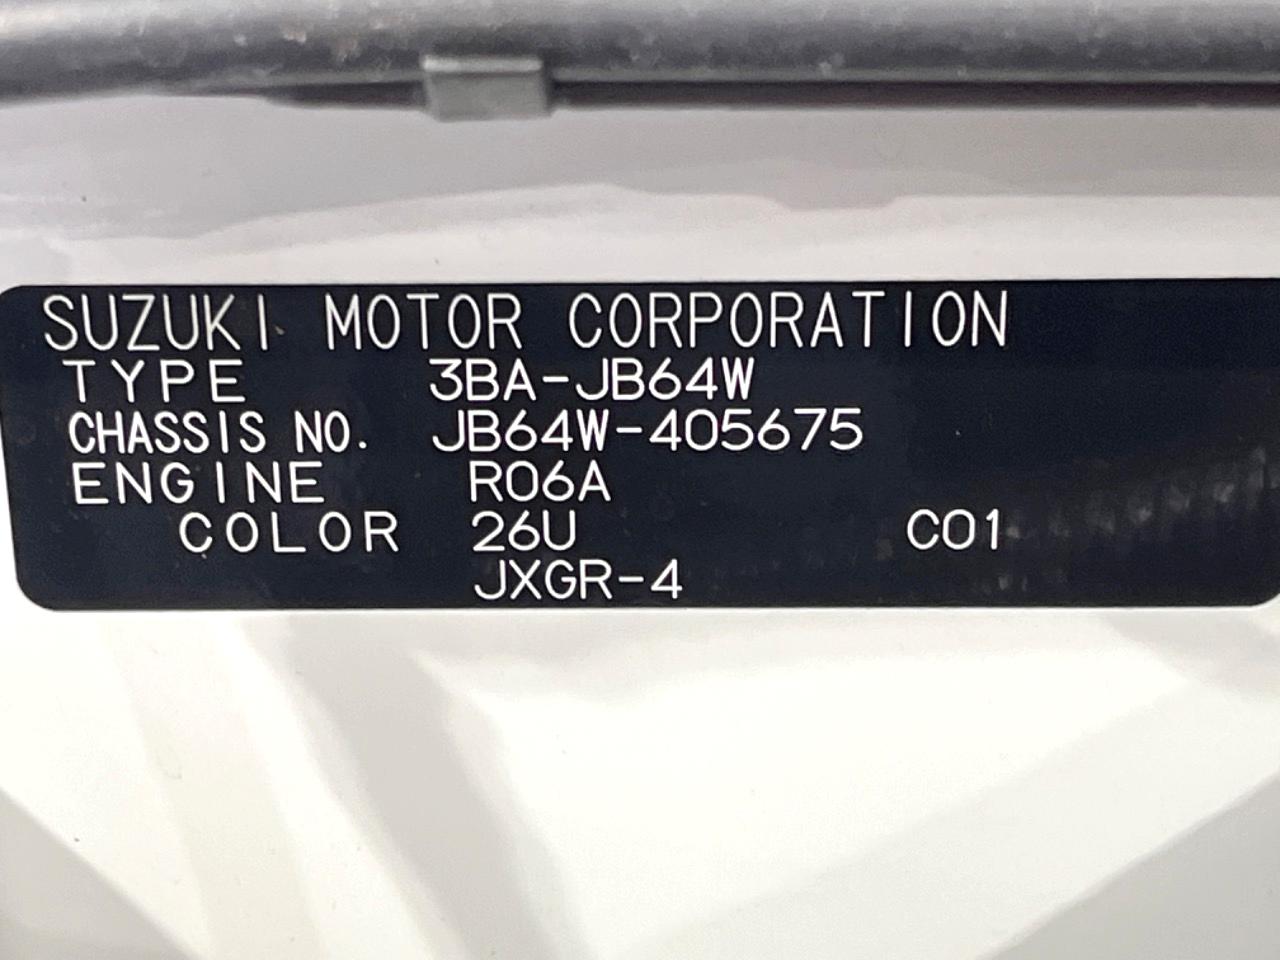 SUZUKI MOTOR CORPORATION
TYPE 3BA-JB64W
CHASSIS NO. JB64W-405675
ENGINE R06A
COLOR 26U C01
JXGR-4